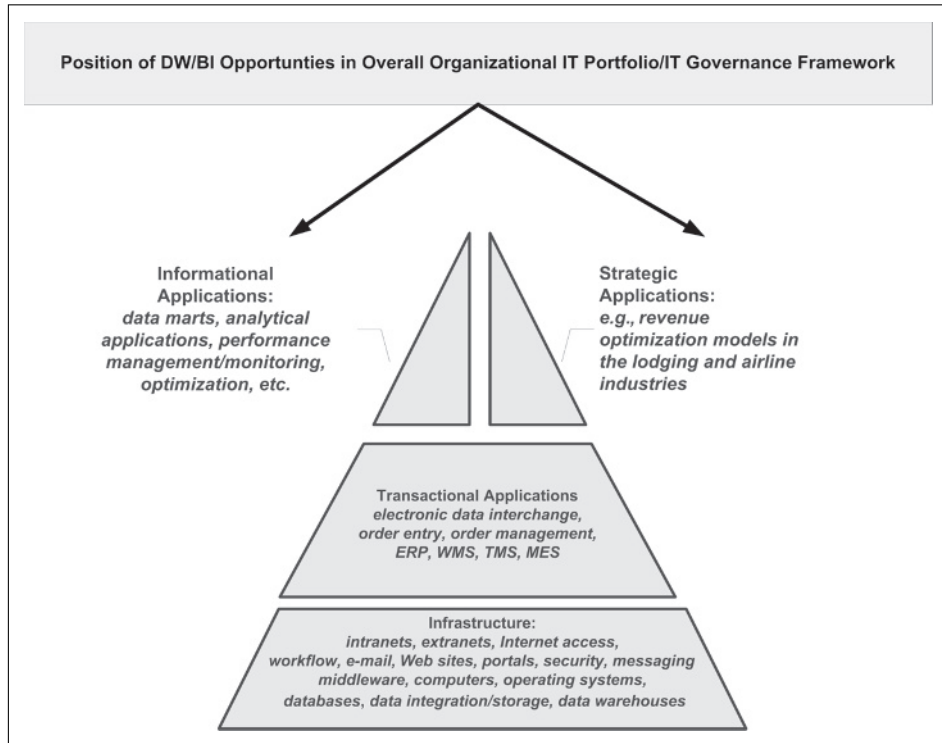 Position of DW/BI Opportunties in Overall Organizational IT Portfolio/IT Governance Framework
Informational
Applications:
data marts, analytical
applications, performance
management/monitoring,
optimization, etc.
Strategic
Applications:
e.g., revenue
optimization models in
the lodging and airline
industries
Transactional Applications
electronic data interchange,
order entry, order management,
ERP, WMS, TMS, MES
Infrastructure:
intranets, extranets, Internet access,
workflow, e-mail, Web sites, portals, security, messaging
middleware, computers, operating systems,
databases, data integration/storage, data warehouses